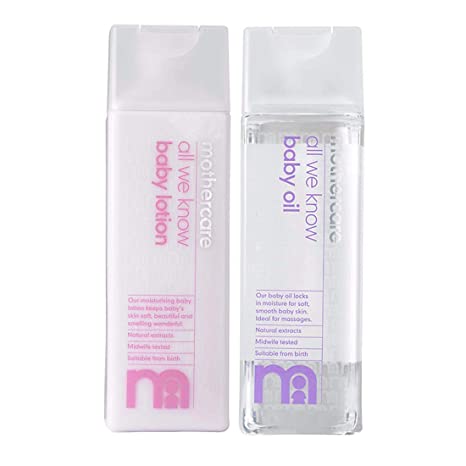 mothercare
all we know
baby lotion
Our moisturising baby
lotion keeps baby's
skin soft, beautiful and
smelling wonderful.
Natural extracts
Midwife tested
Suitable from birth
m
mothercare
all we know
baby oil
Our baby oil locks
in moisture for soft,
smooth baby skin.
Ideal for massages.
Natural extracts
Midwife tested
Suitable from birth
m